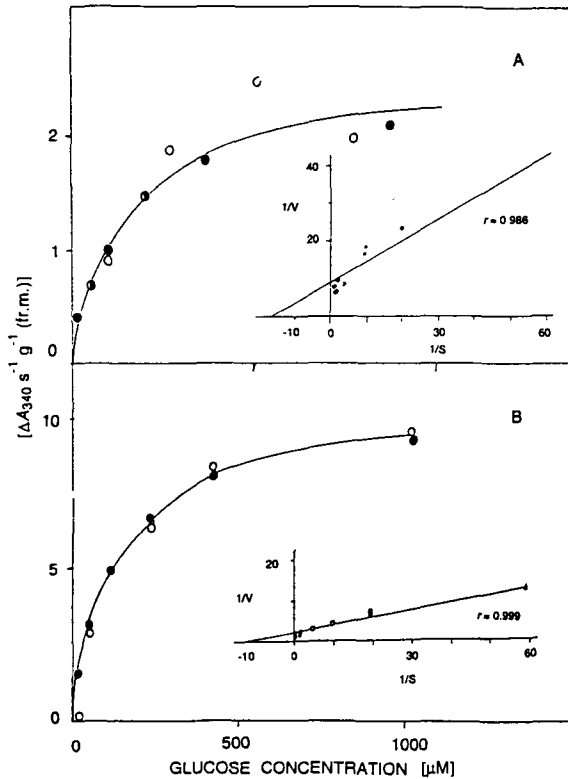 A
2
1
0
40
1/V
20
r = 0.986
-10 0 30 60
1/S
[ΔA340 s-1 g-1 (fr.m.)]
B
10
5
0
20
1/V
r = 0.999
-10 0 30 60
1/S
0 500 1000
GLUCOSE CONCENTRATION [µM]